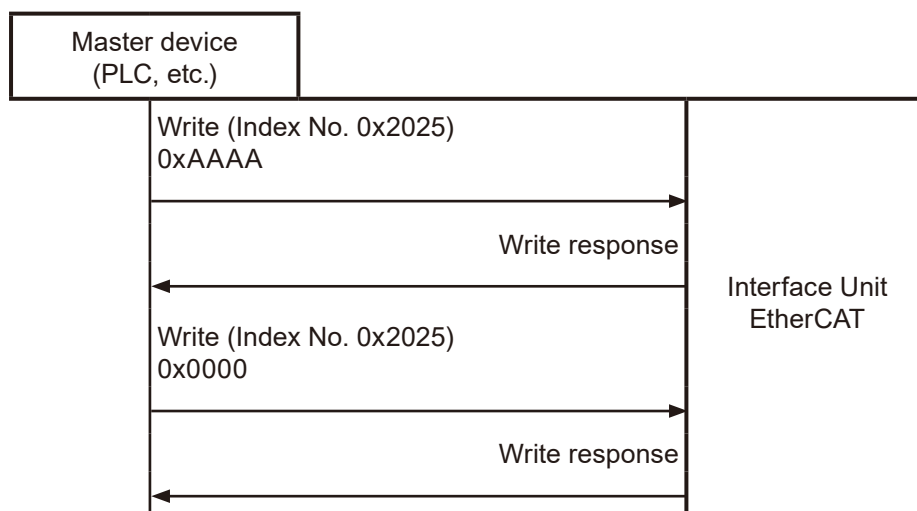 Master device
(PLC, etc.)
Write (Index No. 0x2025)
0xAAAA
Write response
Interface Unit
EtherCAT
Write (Index No. 0x2025)
0x0000
Write response